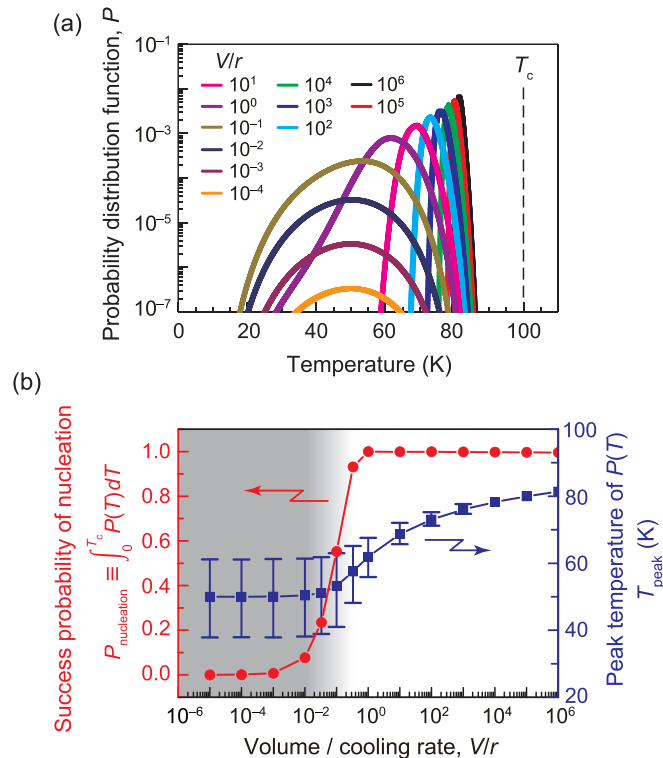 (a)
Probability distribution function, P
10⁻¹
10⁻³
10⁻⁵
10⁻⁷
V/r
10¹
10⁰
10⁻¹
10⁻²
10⁻³
10⁻⁴
10⁴
10³
10²
10⁶
10⁵
T_c
0 20 40 60 80 100 120
Temperature (K)
(b)
Success probability of nucleation
P_nucleation ≡ ∫₀^{T_c} P(T)dT
1.0
0.8
0.6
0.4
0.2
0.0
100
80
60
40
20
Peak temperature of P(T)
T_peak (K)
10⁻⁶ 10⁻⁴ 10⁻² 10⁰ 10² 10⁴ 10⁶
Volume / cooling rate, V/r